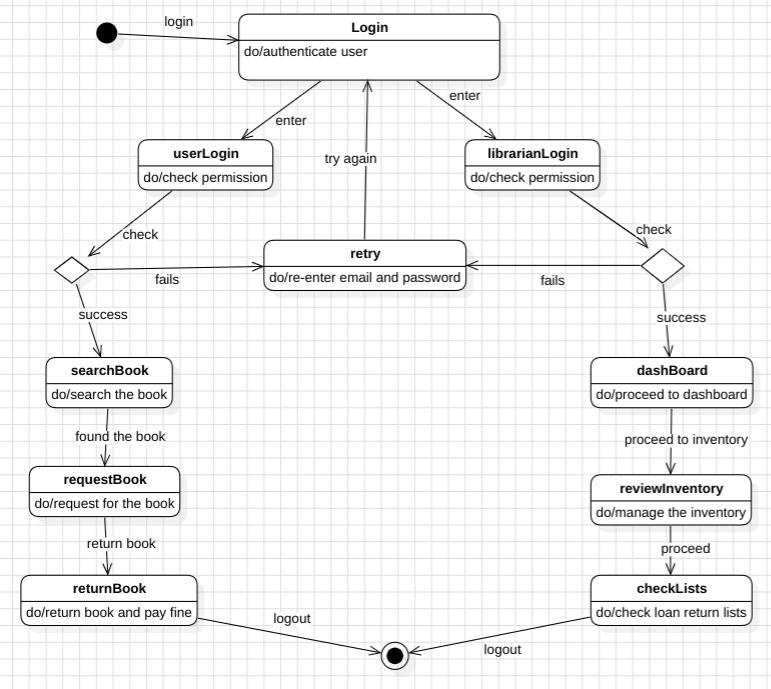 login
Login
do/authenticate user
enter
enter
userLogin
do/check permission
try again
librarianLogin
do/check permission
check
check
retry
do/re-enter email and password
fails
fails
success
success
searchBook
do/search the book
dashBoard
do/proceed to dashboard
found the book
proceed to inventory
requestBook
do/request for the book
reviewInventory
do/manage the inventory
return book
proceed
returnBook
do/return book and pay fine
checkLists
do/check loan return lists
logout
logout